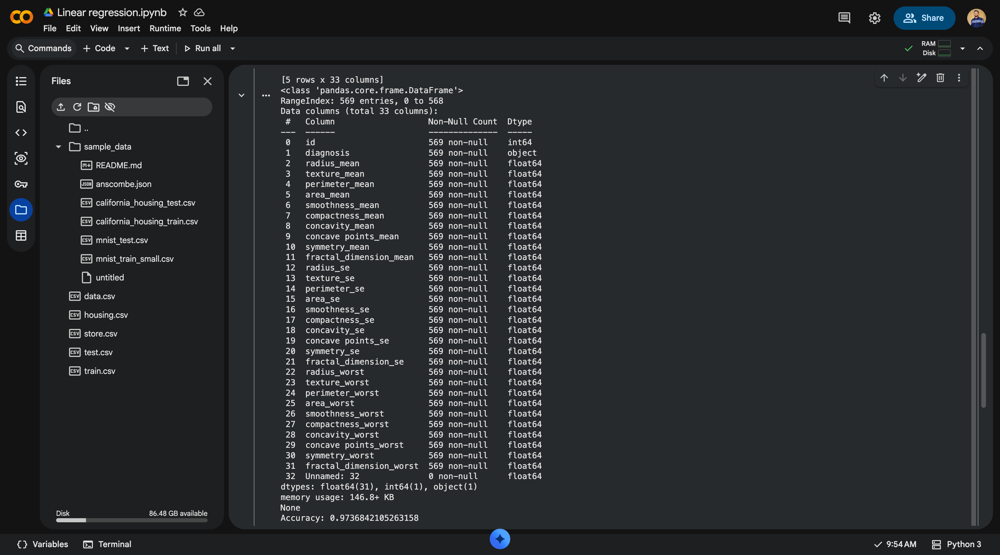 Linear regression.ipynb
File Edit View Insert Runtime Tools Help
Share
Commands + Code + Text Run all
RAM
Disk
Files
..
sample_data
README.md
JSON anscombe.json
CSV california_housing_test.csv
CSV california_housing_train.csv
CSV mnist_test.csv
CSV mnist_train_small.csv
untitled
CSV data.csv
CSV housing.csv
CSV store.csv
CSV test.csv
CSV train.csv
Disk 86.48 GB available
[5 rows x 33 columns]
<class 'pandas.core.frame.DataFrame'>
RangeIndex: 569 entries, 0 to 568
Data columns (total 33 columns):
# Column Non-Null Count Dtype
--- ------ -------------- -----
0 id 569 non-null int64
1 diagnosis 569 non-null object
2 radius_mean 569 non-null float64
3 texture_mean 569 non-null float64
4 perimeter_mean 569 non-null float64
5 area_mean 569 non-null float64
6 smoothness_mean 569 non-null float64
7 compactness_mean 569 non-null float64
8 concavity_mean 569 non-null float64
9 concave points_mean 569 non-null float64
10 symmetry_mean 569 non-null float64
11 fractal_dimension_mean 569 non-null float64
12 radius_se 569 non-null float64
13 texture_se 569 non-null float64
14 perimeter_se 569 non-null float64
15 area_se 569 non-null float64
16 smoothness_se 569 non-null float64
17 compactness_se 569 non-null float64
18 concavity_se 569 non-null float64
19 concave points_se 569 non-null float64
20 symmetry_se 569 non-null float64
21 fractal_dimension_se 569 non-null float64
22 radius_worst 569 non-null float64
23 texture_worst 569 non-null float64
24 perimeter_worst 569 non-null float64
25 area_worst 569 non-null float64
26 smoothness_worst 569 non-null float64
27 compactness_worst 569 non-null float64
28 concavity_worst 569 non-null float64
29 concave points_worst 569 non-null float64
30 symmetry_worst 569 non-null float64
31 fractal_dimension_worst 569 non-null float64
32 Unnamed: 32 0 non-null float64
dtypes: float64(31), int64(1), object(1)
memory usage: 146.8+ KB
None
Accuracy: 0.9736842105263158
{} Variables Terminal
9:54 AM Python 3